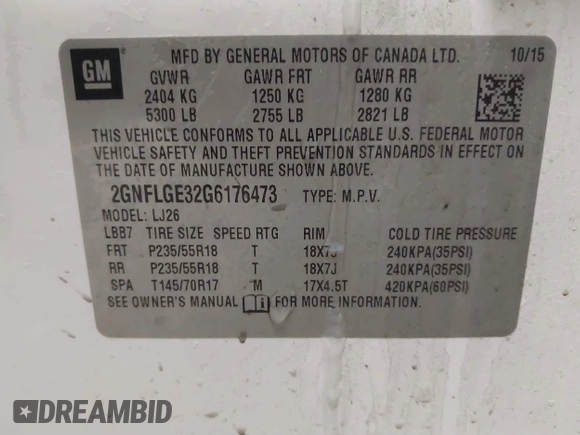 GM
MFD BY GENERAL MOTORS OF CANADA LTD. 10/15
GVWR GAWR FRT GAWR RR
2404 KG 1250 KG 1280 KG
5300 LB 2755 LB 2821 LB
THIS VEHICLE CONFORMS TO ALL APPLICABLE U.S. FEDERAL MOTOR
VEHICLE SAFETY AND THEFT PREVENTION STANDARDS IN EFFECT ON
THE DATE OF MANUFACTURE SHOWN ABOVE.
2GNFLGE32G6176473 TYPE: M.P.V.
MODEL: LJ26
LBB7 TIRE SIZE SPEED RTG RIM COLD TIRE PRESSURE
FRT P235/55R18 T 18X7J 240KPA(35PSI)
RR P235/55R18 T 18X7J 240KPA(35PSI)
SPA T145/70R17 M 17X4.5T 420KPA(60PSI)
SEE OWNER'S MANUAL FOR MORE INFORMATION.
DREAMBID